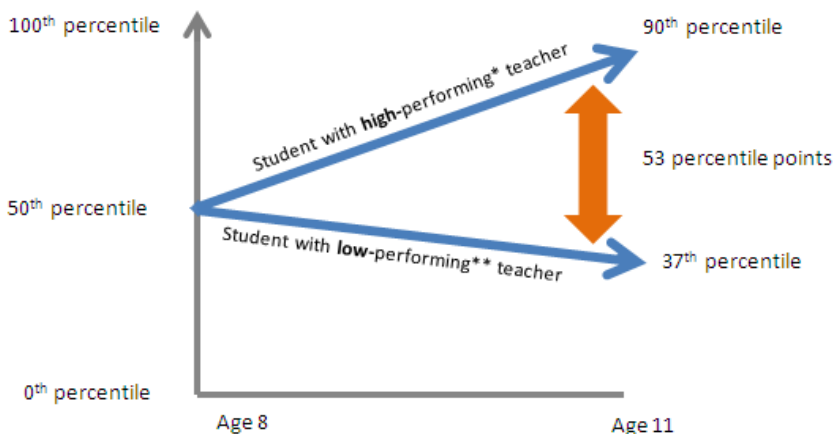 100th percentile
90th percentile
Student with high-performing* teacher
53 percentile points
50th percentile
Student with low-performing** teacher
37th percentile
0th percentile
Age 8
Age 11